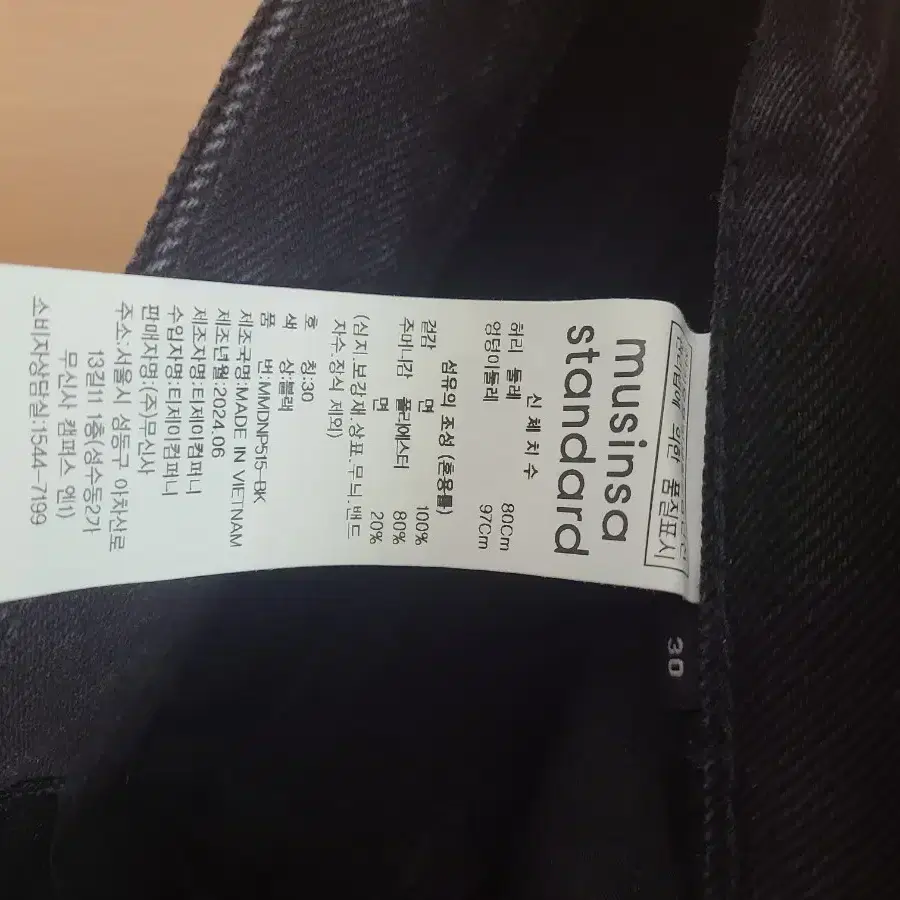 의한 품질표시
musinsa
standard
신 체 치 수
허리 둘레 80Cm
엉덩이둘레 97Cm
섬유의 조성 (혼용률)
겉감 면 100%
주머니감 폴리에스터 80%
면 20%
(심지.보강재.상표.무늬.밴드
자수.장식 제외)
호 칭:30
색 상:블랙
품 번:MMDNP515-BK
제조국명:MADE IN VIETNAM
제조년월:2024.06
제조자명:티제이컴퍼니
수입자명:티제이컴퍼니
판매자명:(주)무신사
주소:서울시 성동구 아차산로
13길11 1층(성수동2가
무신사 캠퍼스 엔1)
소비자상담실:1544-7199
30